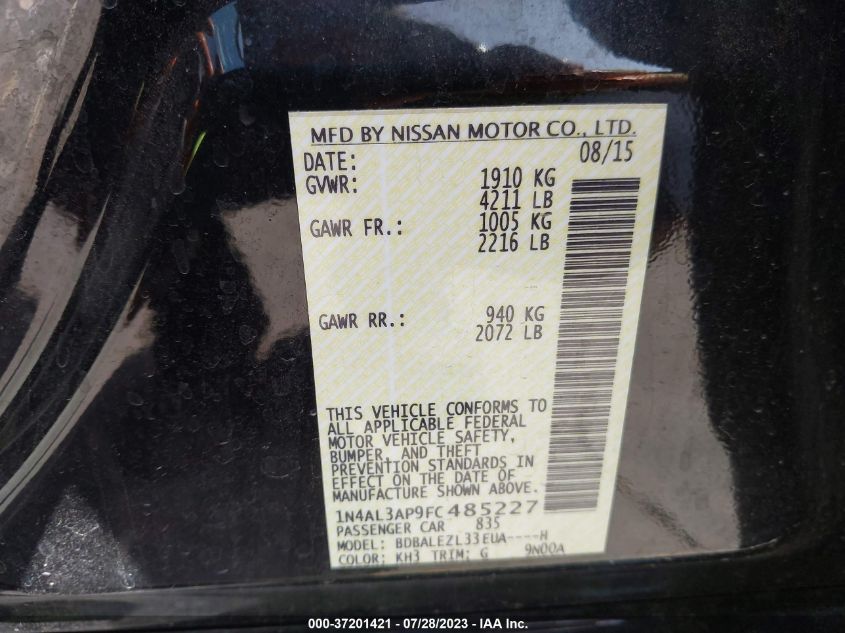 MFD BY NISSAN MOTOR CO., LTD.
DATE: 08/15
GVWR: 1910 KG
4211 LB
GAWR FR.: 1005 KG
2216 LB
GAWR RR.: 940 KG
2072 LB
THIS VEHICLE CONFORMS TO
ALL APPLICABLE FEDERAL
MOTOR VEHICLE SAFETY,
BUMPER, AND THEFT
PREVENTION STANDARDS IN
EFFECT ON THE DATE OF
MANUFACTURE SHOWN ABOVE.
1N4AL3AP9FC485227
PASSENGER CAR 835
MODEL: BDBALEZL33EUA----H
COLOR: KH3 TRIM: G 9N00A
000-37201421 / 07/28/2023 - IAA Inc.